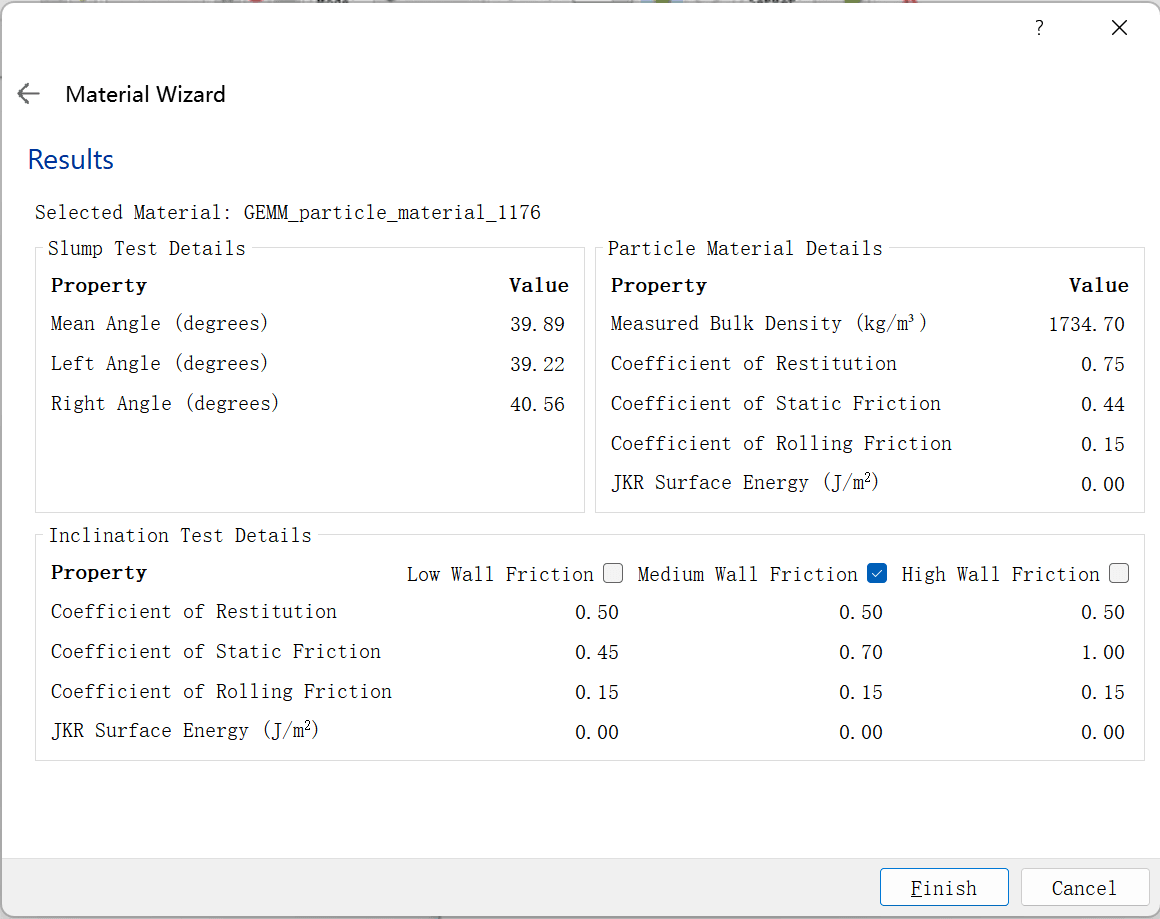 ?
Material Wizard
Results
Selected Material: GEMM_particle_material_1176
Slump Test Details
Property Value
Mean Angle (degrees) 39.89
Left Angle (degrees) 39.22
Right Angle (degrees) 40.56
Particle Material Details
Property Value
Measured Bulk Density (kg/m³) 1734.70
Coefficient of Restitution 0.75
Coefficient of Static Friction 0.44
Coefficient of Rolling Friction 0.15
JKR Surface Energy (J/m²) 0.00
Inclination Test Details
Property Low Wall Friction Medium Wall Friction High Wall Friction
Coefficient of Restitution 0.50 0.50 0.50
Coefficient of Static Friction 0.45 0.70 1.00
Coefficient of Rolling Friction 0.15 0.15 0.15
JKR Surface Energy (J/m²) 0.00 0.00 0.00
Finish Cancel